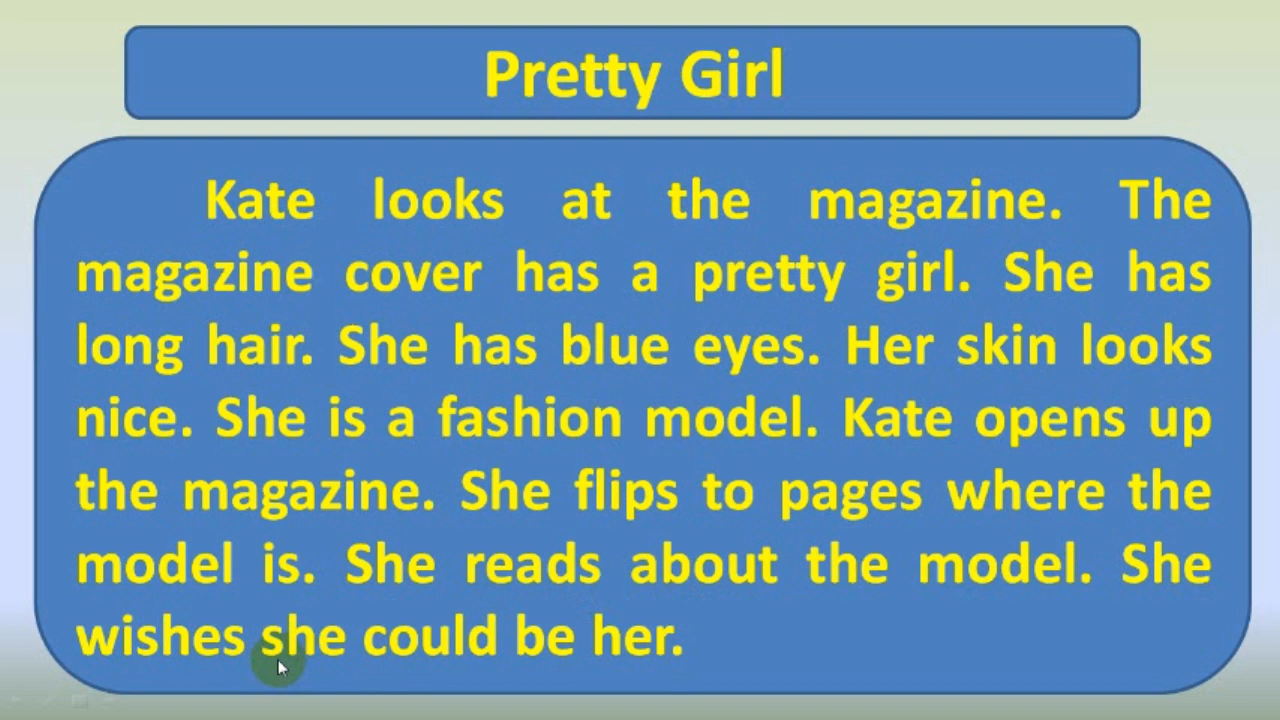 Pretty Girl
Kate looks at the magazine. The
magazine cover has a pretty girl. She has
long hair. She has blue eyes. Her skin looks
nice. She is a fashion model. Kate opens up
the magazine. She flips to pages where the
model is. She reads about the model. She
wishes she could be her.